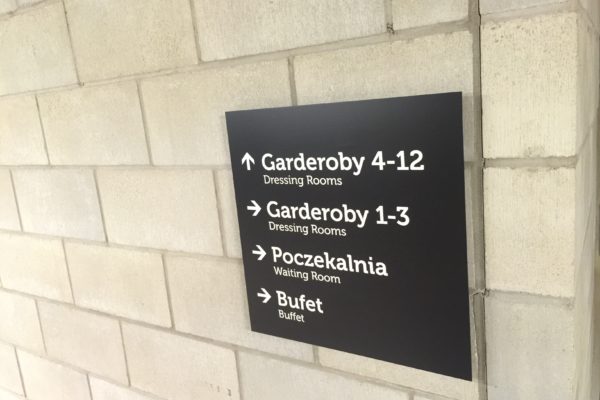 ↑ Garderoby 4-12
Dressing Rooms
→ Garderoby 1-3
Dressing Rooms
→ Poczekalnia
Waiting Room
→ Bufet
Buffet